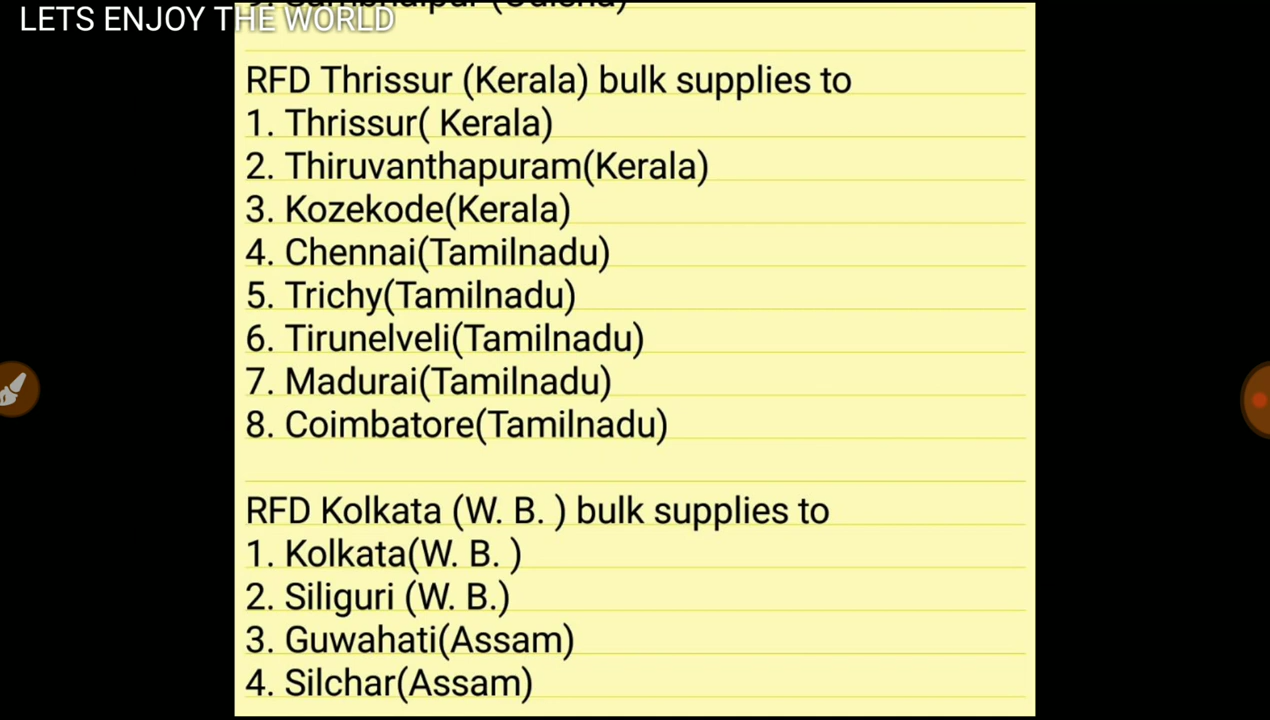 LETS ENJOY THE WORLD
RFD Thrissur (Kerala) bulk supplies to
1. Thrissur( Kerala)
2. Thiruvanthapuram(Kerala)
3. Kozekode(Kerala)
4. Chennai(Tamilnadu)
5. Trichy(Tamilnadu)
6. Tirunelveli(Tamilnadu)
7. Madurai(Tamilnadu)
8. Coimbatore(Tamilnadu)
RFD Kolkata (W. B. ) bulk supplies to
1. Kolkata(W. B. )
2. Siliguri (W. B.)
3. Guwahati(Assam)
4. Silchar(Assam)